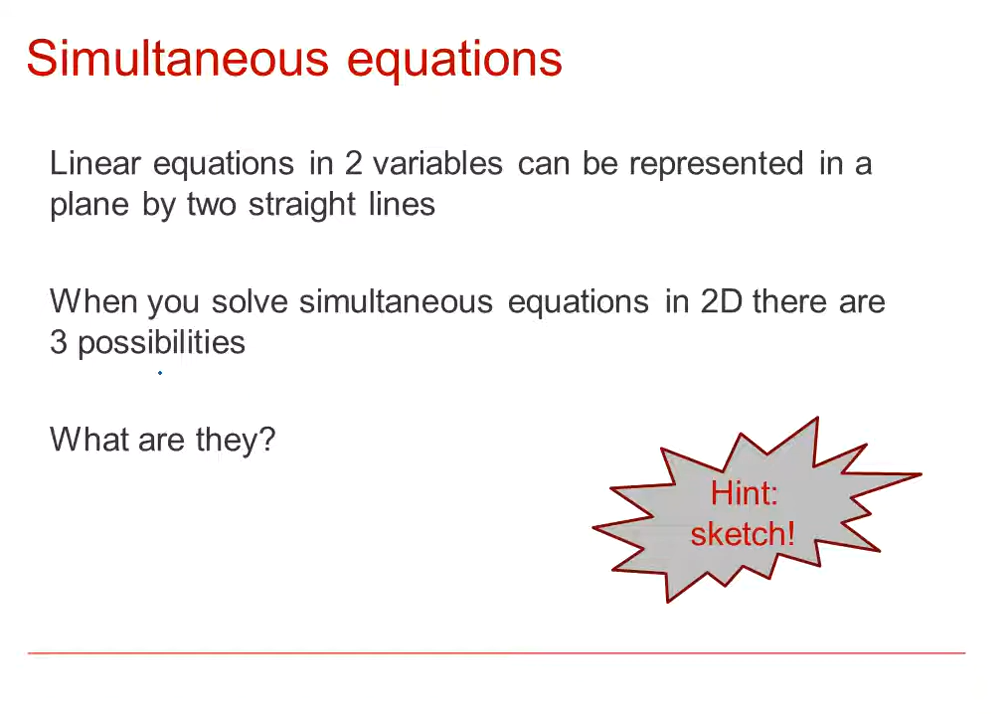 Simultaneous equations
Linear equations in 2 variables can be represented in a
plane by two straight lines
When you solve simultaneous equations in 2D there are
3 possibilities
What are they?
Hint:
sketch!